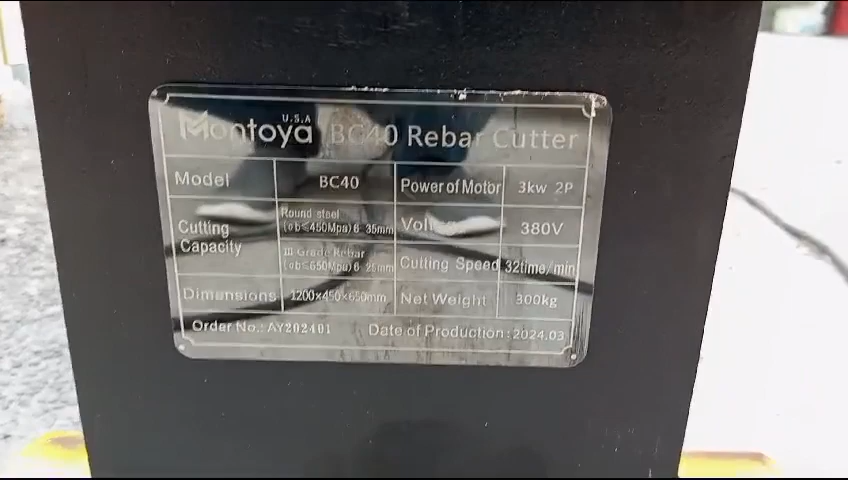 U.S.A
Montoya BC40 Rebar Cutter
Model BC40 Power of Motor 3kw 2P
Cutting Capacity Round steel (σb≤450Mpa) 6 35mm Voltage 380V
III Grade Rebar (σb≤650Mpa) 6 25mm Cutting Speed 32time/min
Dimensions 1200×450×650mm Net Weight 300kg
Order No.: AY202401 Date of Production: 2024.03